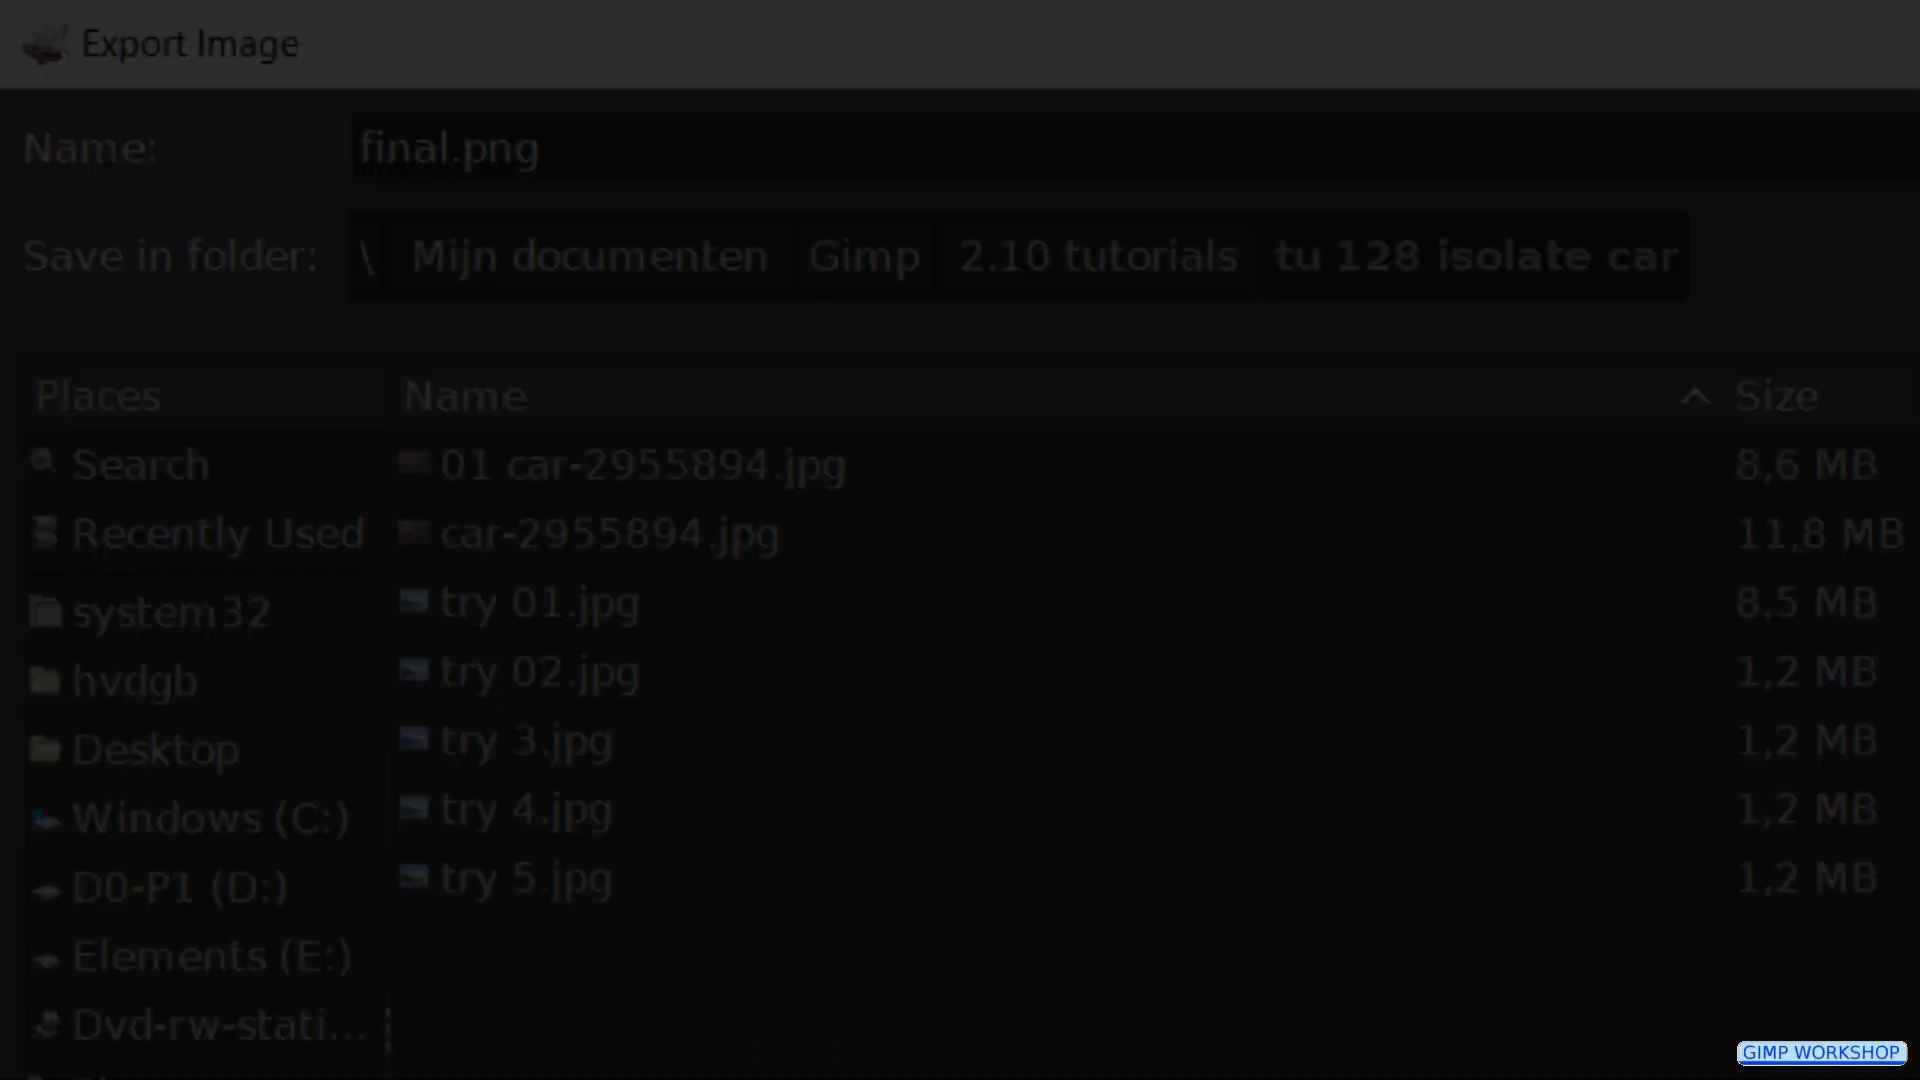 Export Image
Name: final.png
Save in folder: \ Mijn documenten Gimp 2.10 tutorials tu 128 isolate car
Places Name Size
Search 01 car-2955894.jpg 8,6 MB
Recently Used car-2955894.jpg 11,8 MB
system32 try 01.jpg 8,5 MB
hvdgb try 02.jpg 1,2 MB
Desktop try 3.jpg 1,2 MB
Windows (C:) try 4.jpg 1,2 MB
D0-P1 (D:) try 5.jpg 1,2 MB
Elements (E:)
Dvd-rw-stati...
GIMP WORKSHOP